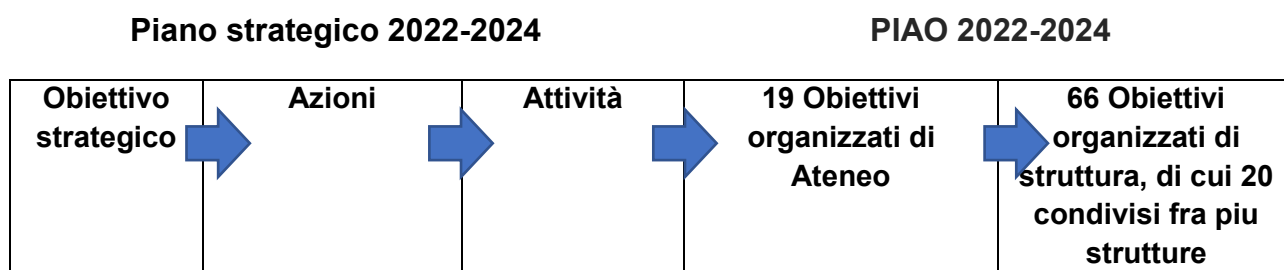 Piano strategico 2022-2024
PIAO 2022-2024
Obiettivo
strategico
Azioni
Attività
19 Obiettivi
organizzati di
Ateneo
66 Obiettivi
organizzati di
struttura, di cui 20
condivisi fra piu
strutture